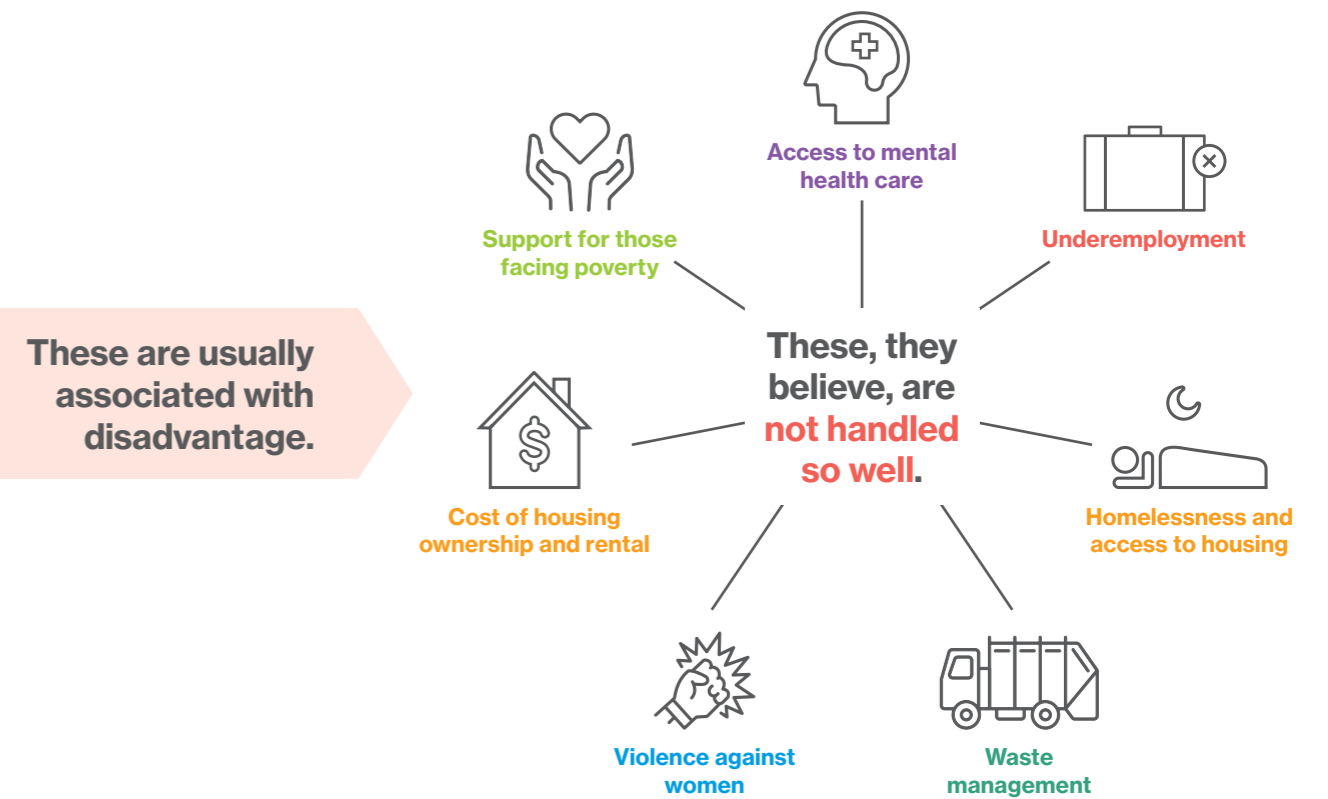 Access to mental
health care
Support for those
facing poverty
Underemployment
These are usually
associated with
disadvantage.
These, they
believe, are
not handled
so well.
$
Cost of housing
ownership and rental
Homelessness and
access to housing
Violence against
women
Waste
management